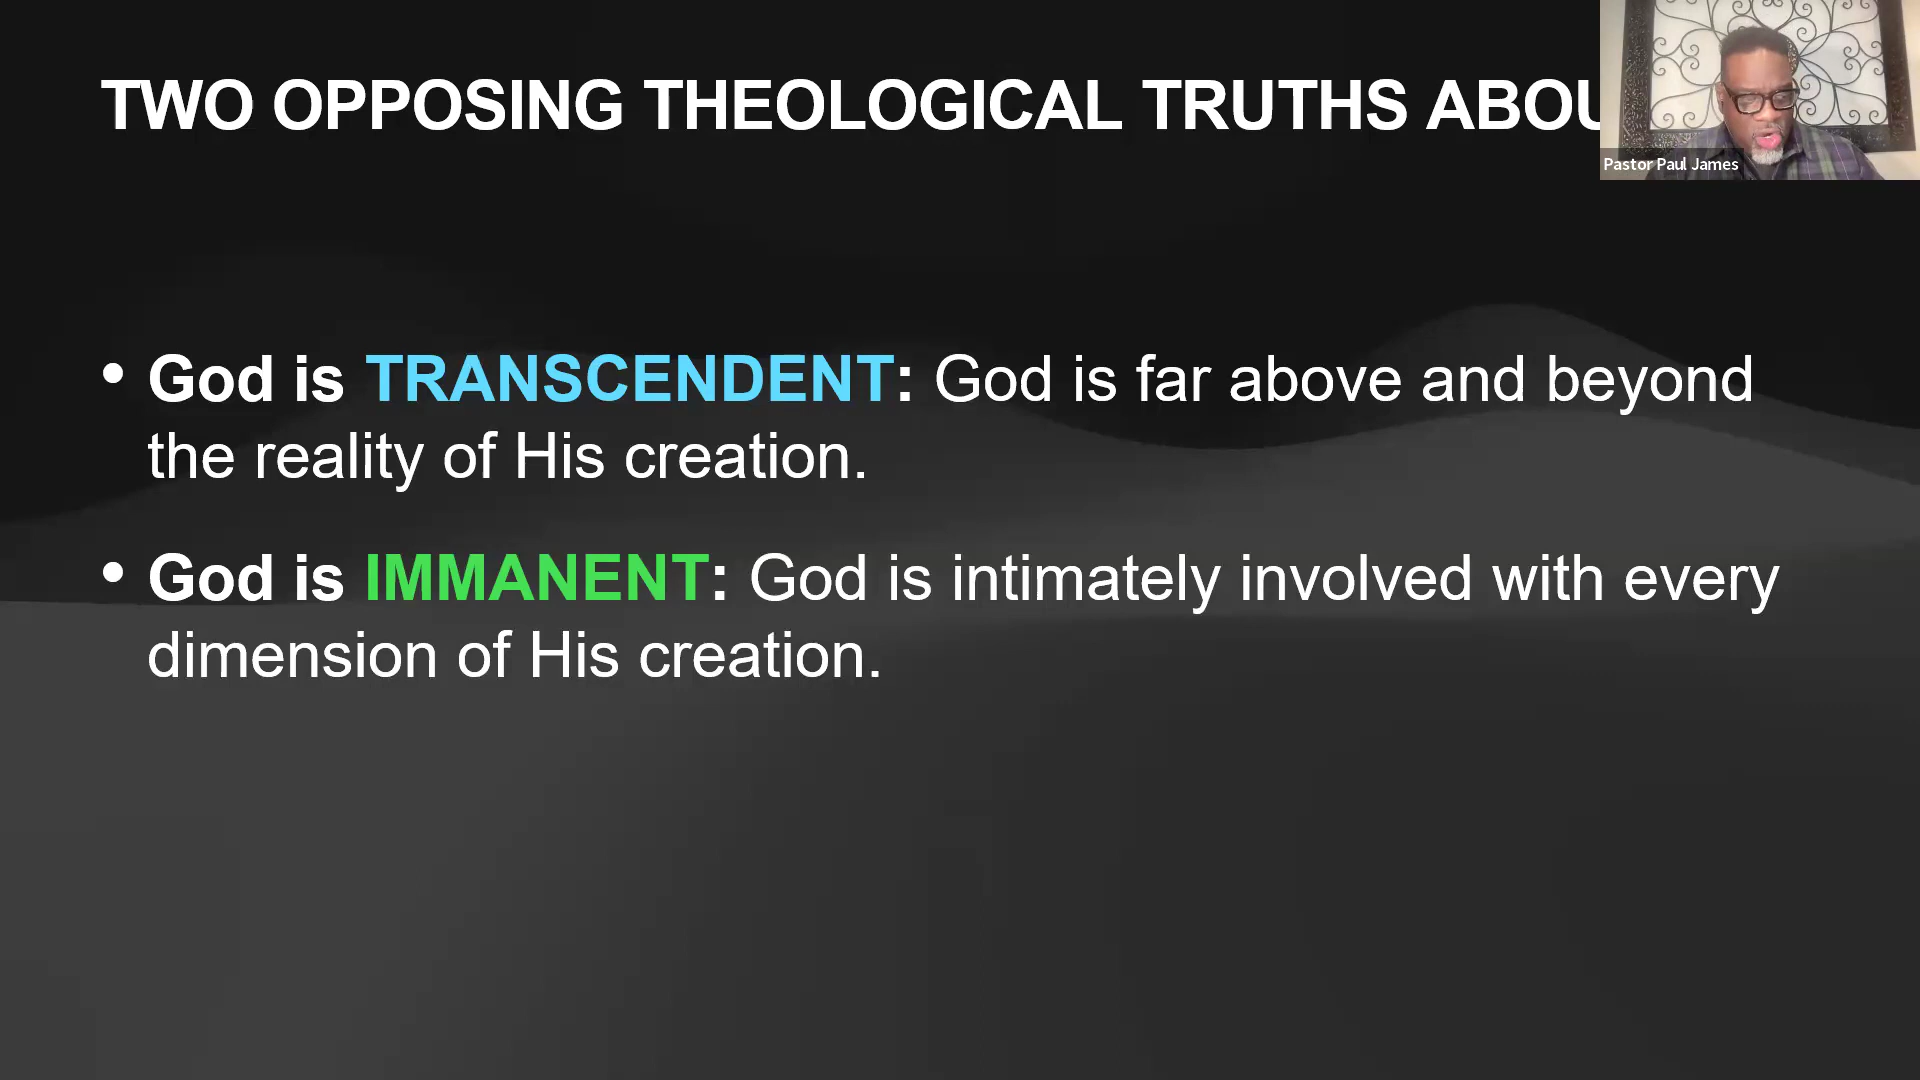 TWO OPPOSING THEOLOGICAL TRUTHS
Pastor Paul James
• God is TRANSCENDENT: God is far above and beyond
the reality of His creation.
• God is IMMANENT: God is intimately involved with every
dimension of His creation.